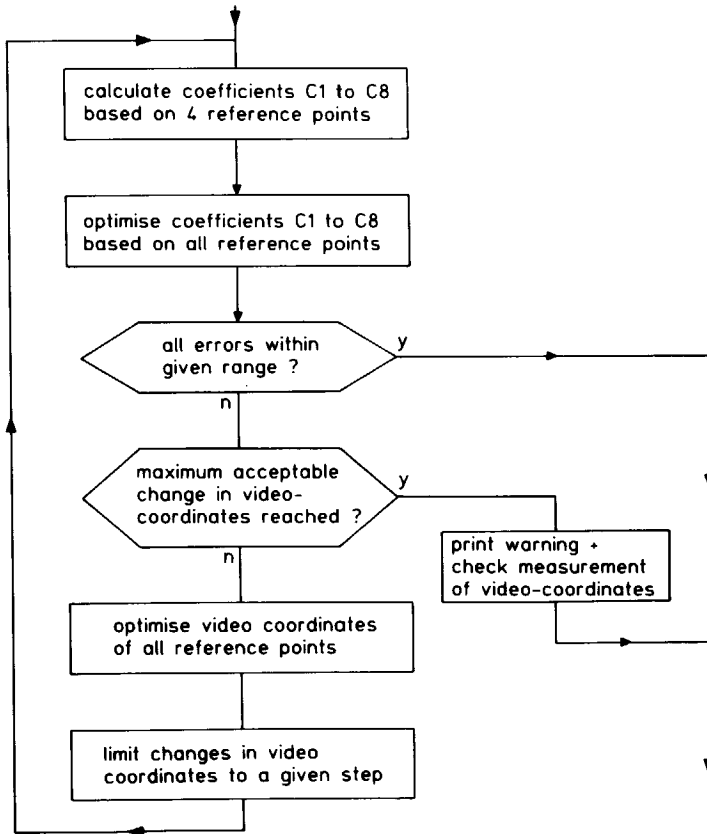 calculate coefficients C1 to C8
based on 4 reference points
optimise coefficients C1 to C8
based on all reference points
all errors within
given range ?
y
n
maximum acceptable
change in video-
coordinates reached ?
y
n
print warning +
check measurement
of video-coordinates
optimise video coordinates
of all reference points
limit changes in video
coordinates to a given step